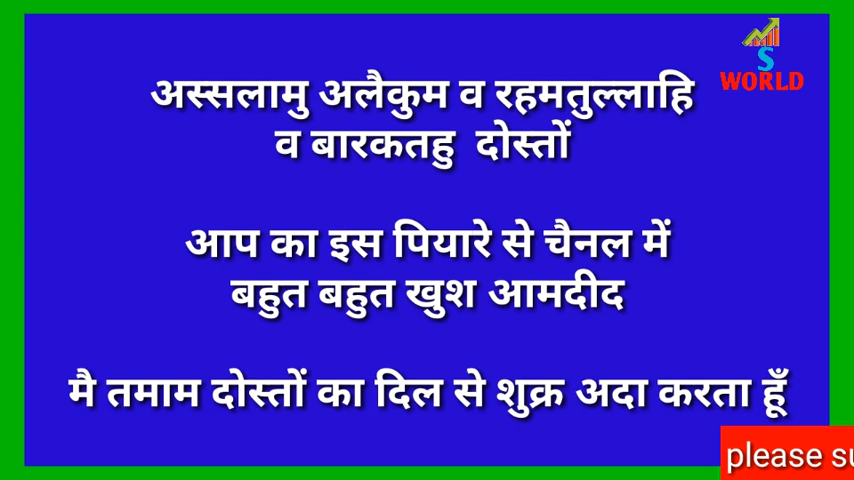 S
WORLD
अस्सलामु अलैकुम व रहमतुल्लाहि
व बारकतहु दोस्तों
आप का इस पियारे से चैनल में
बहुत बहुत खुश आमदीद
मै तमाम दोस्तों का दिल से शुक्र अदा करता हूँ
please su